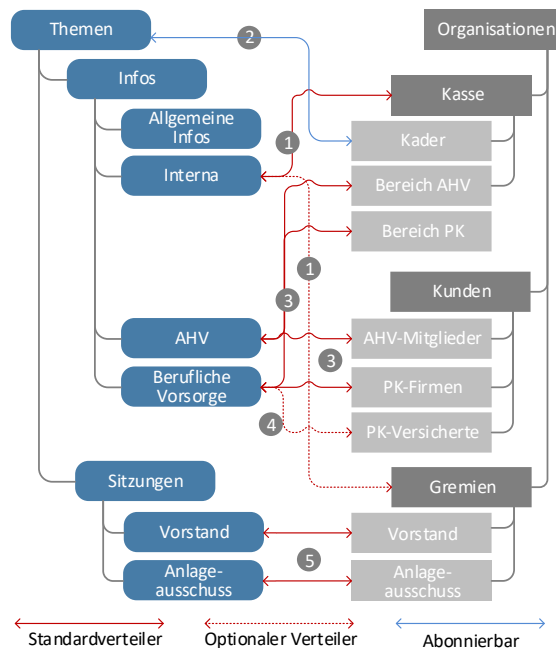 Themen
2
Organisationen
Infos
Kasse
Allgemeine
Infos
1
Kader
Interna
Bereich AHV
Bereich PK
1
3
Kunden
AHV
AHV-Mitglieder
3
Berufliche
Vorsorge
PK-Firmen
4
PK-Versicherte
Sitzungen
Gremien
Vorstand
Vorstand
5
Anlage-
ausschuss
Anlage-
ausschuss
Standardverteiler
Optionaler Verteiler
Abonnierbar